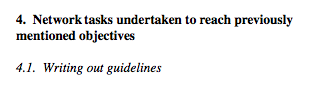 4. Network tasks undertaken to reach previously
mentioned objectives
4.1. Writing out guidelines